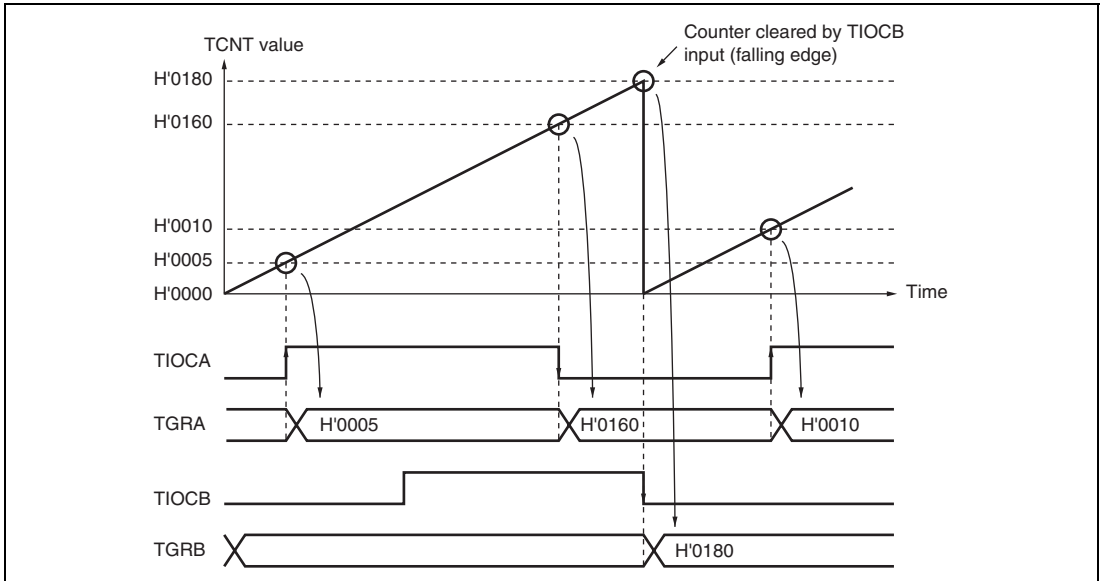 Counter cleared by TIOCB
input (falling edge)
TCNT value
H'0180
H'0160
H'0010
H'0005
H'0000
Time
TIOCA
TGRA
H'0005
H'0160
H'0010
TIOCB
TGRB
H'0180